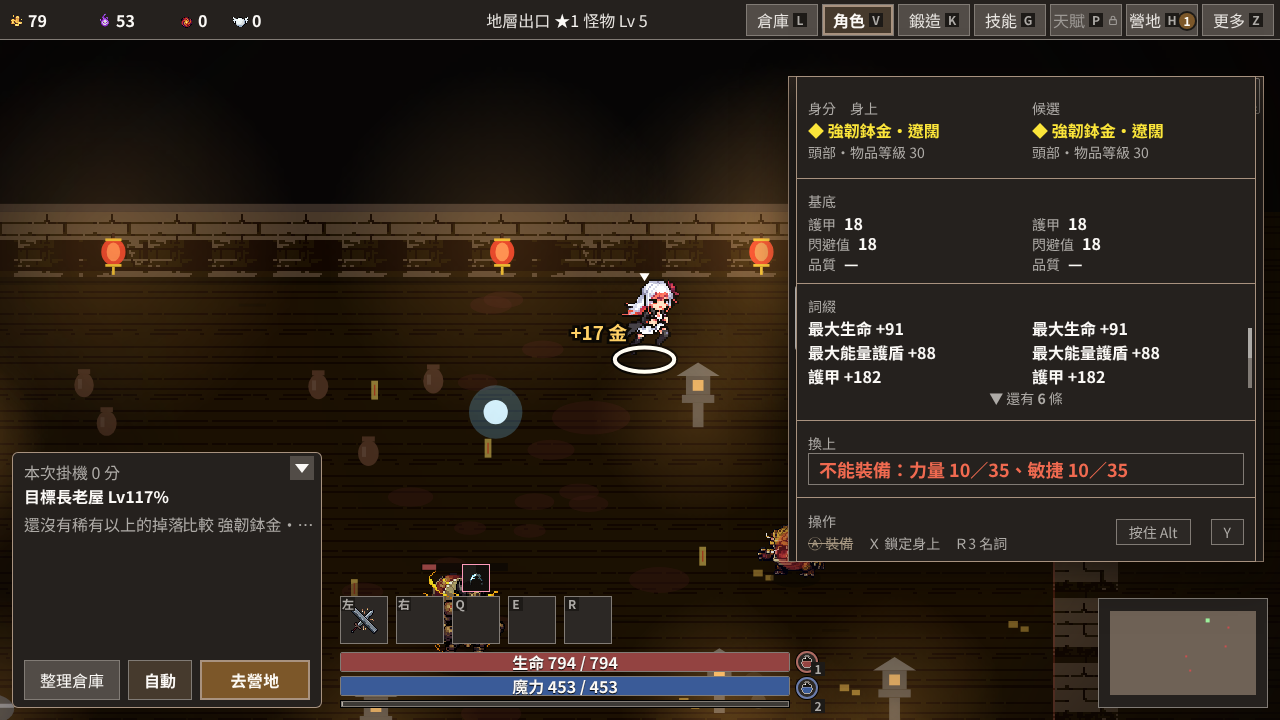 79
53
0
0
地層出口 ★1 怪物 Lv 5
倉庫 L
角色 V
鍛造 K
技能 G
天賦 P
營地 H 1
更多 Z
身分 身上
候選
◆ 強韌鉢金・遼闊
◆ 強韌鉢金・遼闊
頭部・物品等級 30
頭部・物品等級 30
基底
護甲 18
護甲 18
閃避值 18
閃避值 18
品質 —
品質 —
詞綴
最大生命 +91
最大生命 +91
最大能量護盾 +88
最大能量護盾 +88
護甲 +182
護甲 +182
▼ 還有 6 條
換上
不能裝備：力量 10／35、敏捷 10／35
操作
按住 Alt
Y
Ⓐ 裝備 X 鎖定身上 R3 名詞
+17 金
本次掛機 0 分
▼
目標長老屋 Lv117%
還沒有稀有以上的掉落比較 強韌鉢金・…
整理倉庫
自動
去營地
左
右
Q
E
R
生命 794 / 794
1
魔力 453 / 453
2